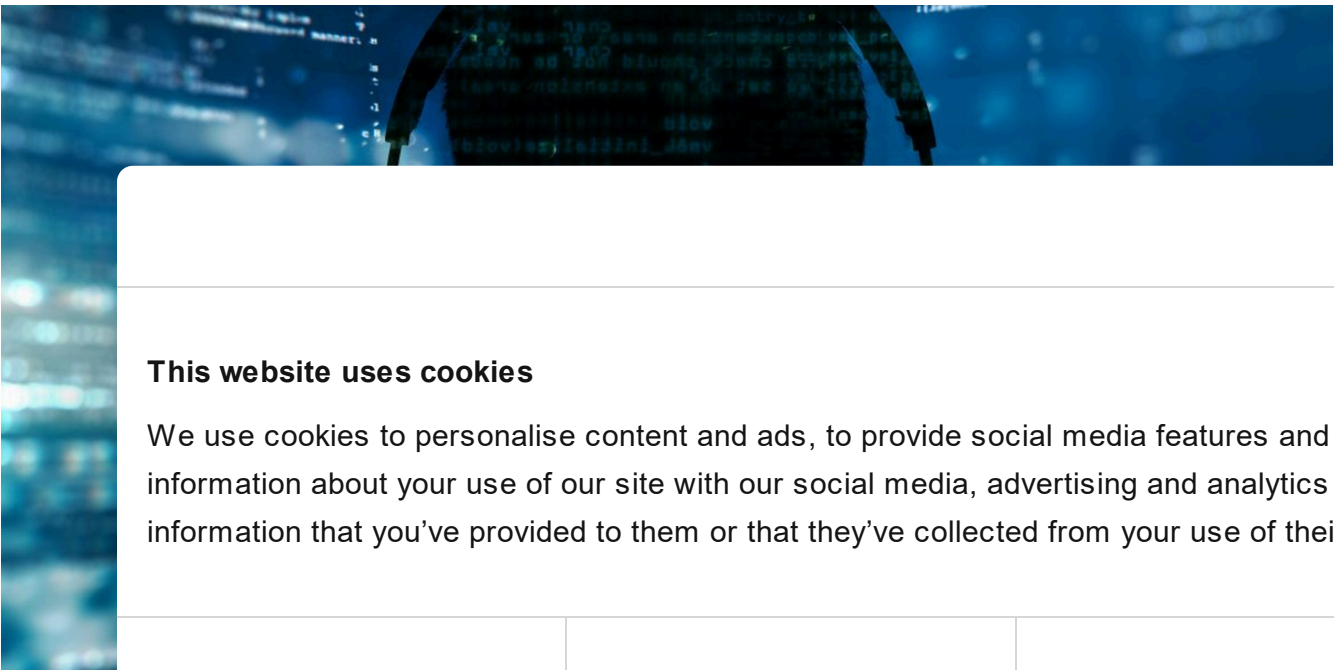 This website uses cookies
We use cookies to personalise content and ads, to provide social media features and
information about your use of our site with our social media, advertising and analytics
information that you’ve provided to them or that they’ve collected from your use of thei